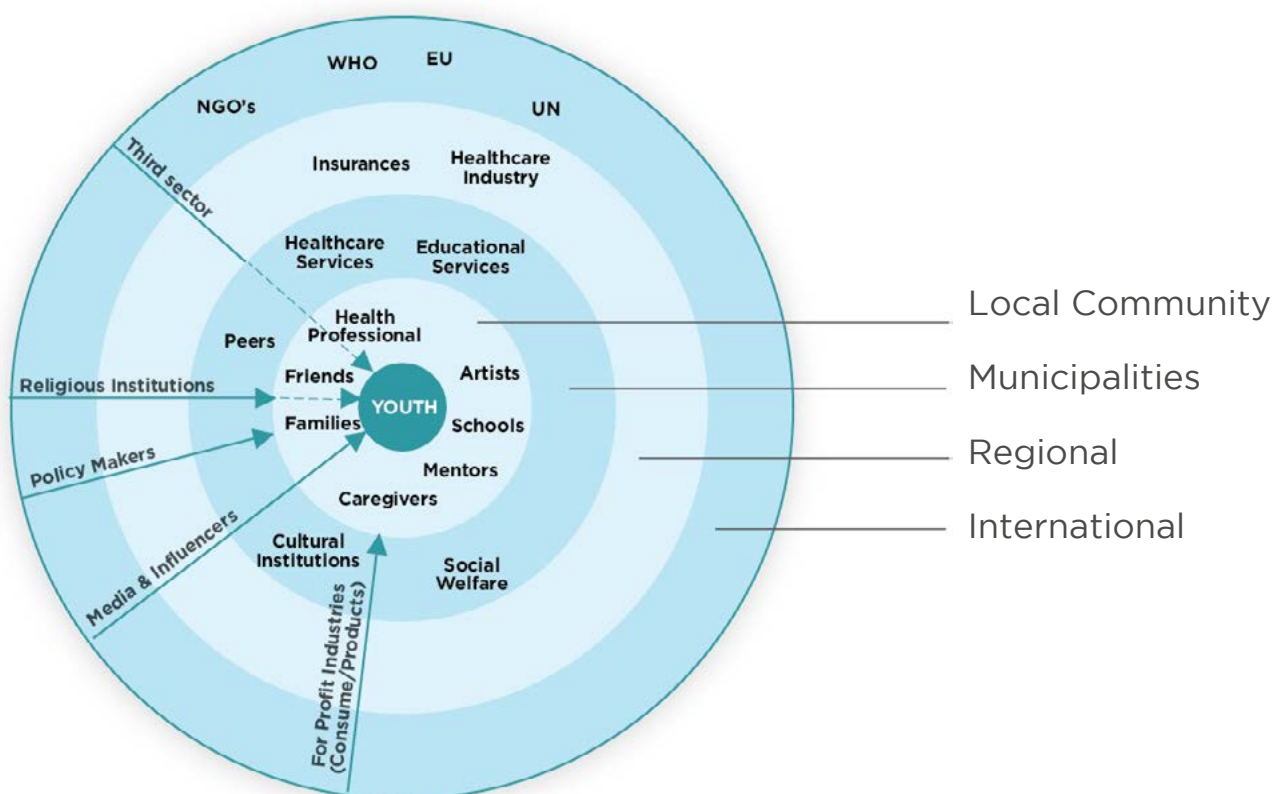 WHO
EU
NGO's
UN
Third sector
Insurances
Healthcare
Industry
Healthcare
Services
Educational
Services
Peers
Health
Professional
Religious Institutions
Friends
Artists
YOUTH
Families
Schools
Policy Makers
Mentors
Caregivers
Media & Influencers
Cultural
Institutions
Social
Welfare
For Profit Industries
(Consume/Products)
Local Community
Municipalities
Regional
International